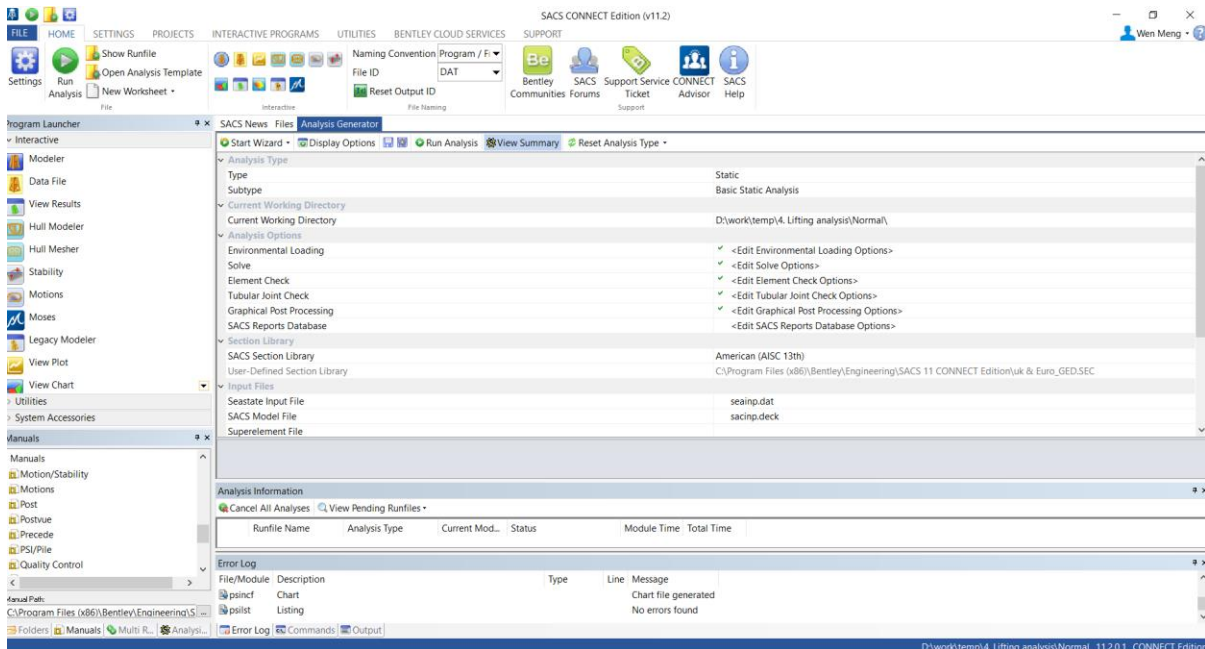 SACS CONNECT Edition (v11.2)
FILE HOME SETTINGS PROJECTS INTERACTIVE PROGRAMS UTILITIES BENTLEY CLOUD SERVICES SUPPORT
Wen Meng
Settings
Run Analysis
Show Runfile
Open Analysis Template
New Worksheet
File
Interactive
Naming Convention Program / Fi
File ID DAT
Reset Output ID
File Naming
Be
Bentley Communities
SACS Forums
Support Service Ticket
CONNECT Advisor
SACS Help
Support
Program Launcher
Interactive
Modeler
Data File
View Results
Hull Modeler
Hull Mesher
Stability
Motions
Moses
Legacy Modeler
View Plot
View Chart
Utilities
System Accessories
Manuals
Manuals
Motion/Stability
Motions
Post
Postvue
Precede
PSI/Pile
Quality Control
Manual Path:
C:\Program Files (x86)\Bentley\Engineering\S ...
Folders Manuals Multi R... Analysi...
SACS News Files Analysis Generator
Start Wizard Display Options Run Analysis View Summary Reset Analysis Type
Analysis Type
Type Static
Subtype Basic Static Analysis
Current Working Directory
Current Working Directory D:\work\temp\4. Lifting analysis\Normal\
Analysis Options
Environmental Loading <Edit Environmental Loading Options>
Solve <Edit Solve Options>
Element Check <Edit Element Check Options>
Tubular Joint Check <Edit Tubular Joint Check Options>
Graphical Post Processing <Edit Graphical Post Processing Options>
SACS Reports Database <Edit SACS Reports Database Options>
Section Library
SACS Section Library American (AISC 13th)
User-Defined Section Library C:\Program Files (x86)\Bentley\Engineering\SACS 11 CONNECT Edition\uk & Euro_GED.SEC
Input Files
Seastate Input File seainp.dat
SACS Model File sacinp.deck
Superelement File
Analysis Information
Cancel All Analyses View Pending Runfiles
Runfile Name Analysis Type Current Mod... Status Module Time Total Time
Error Log
File/Module Description Type Line Message
psincf Chart Chart file generated
psilst Listing No errors found
Error Log Commands Output
D:\work\temp\4. Lifting analysis\Normal 11.2.0.1 CONNECT Edition